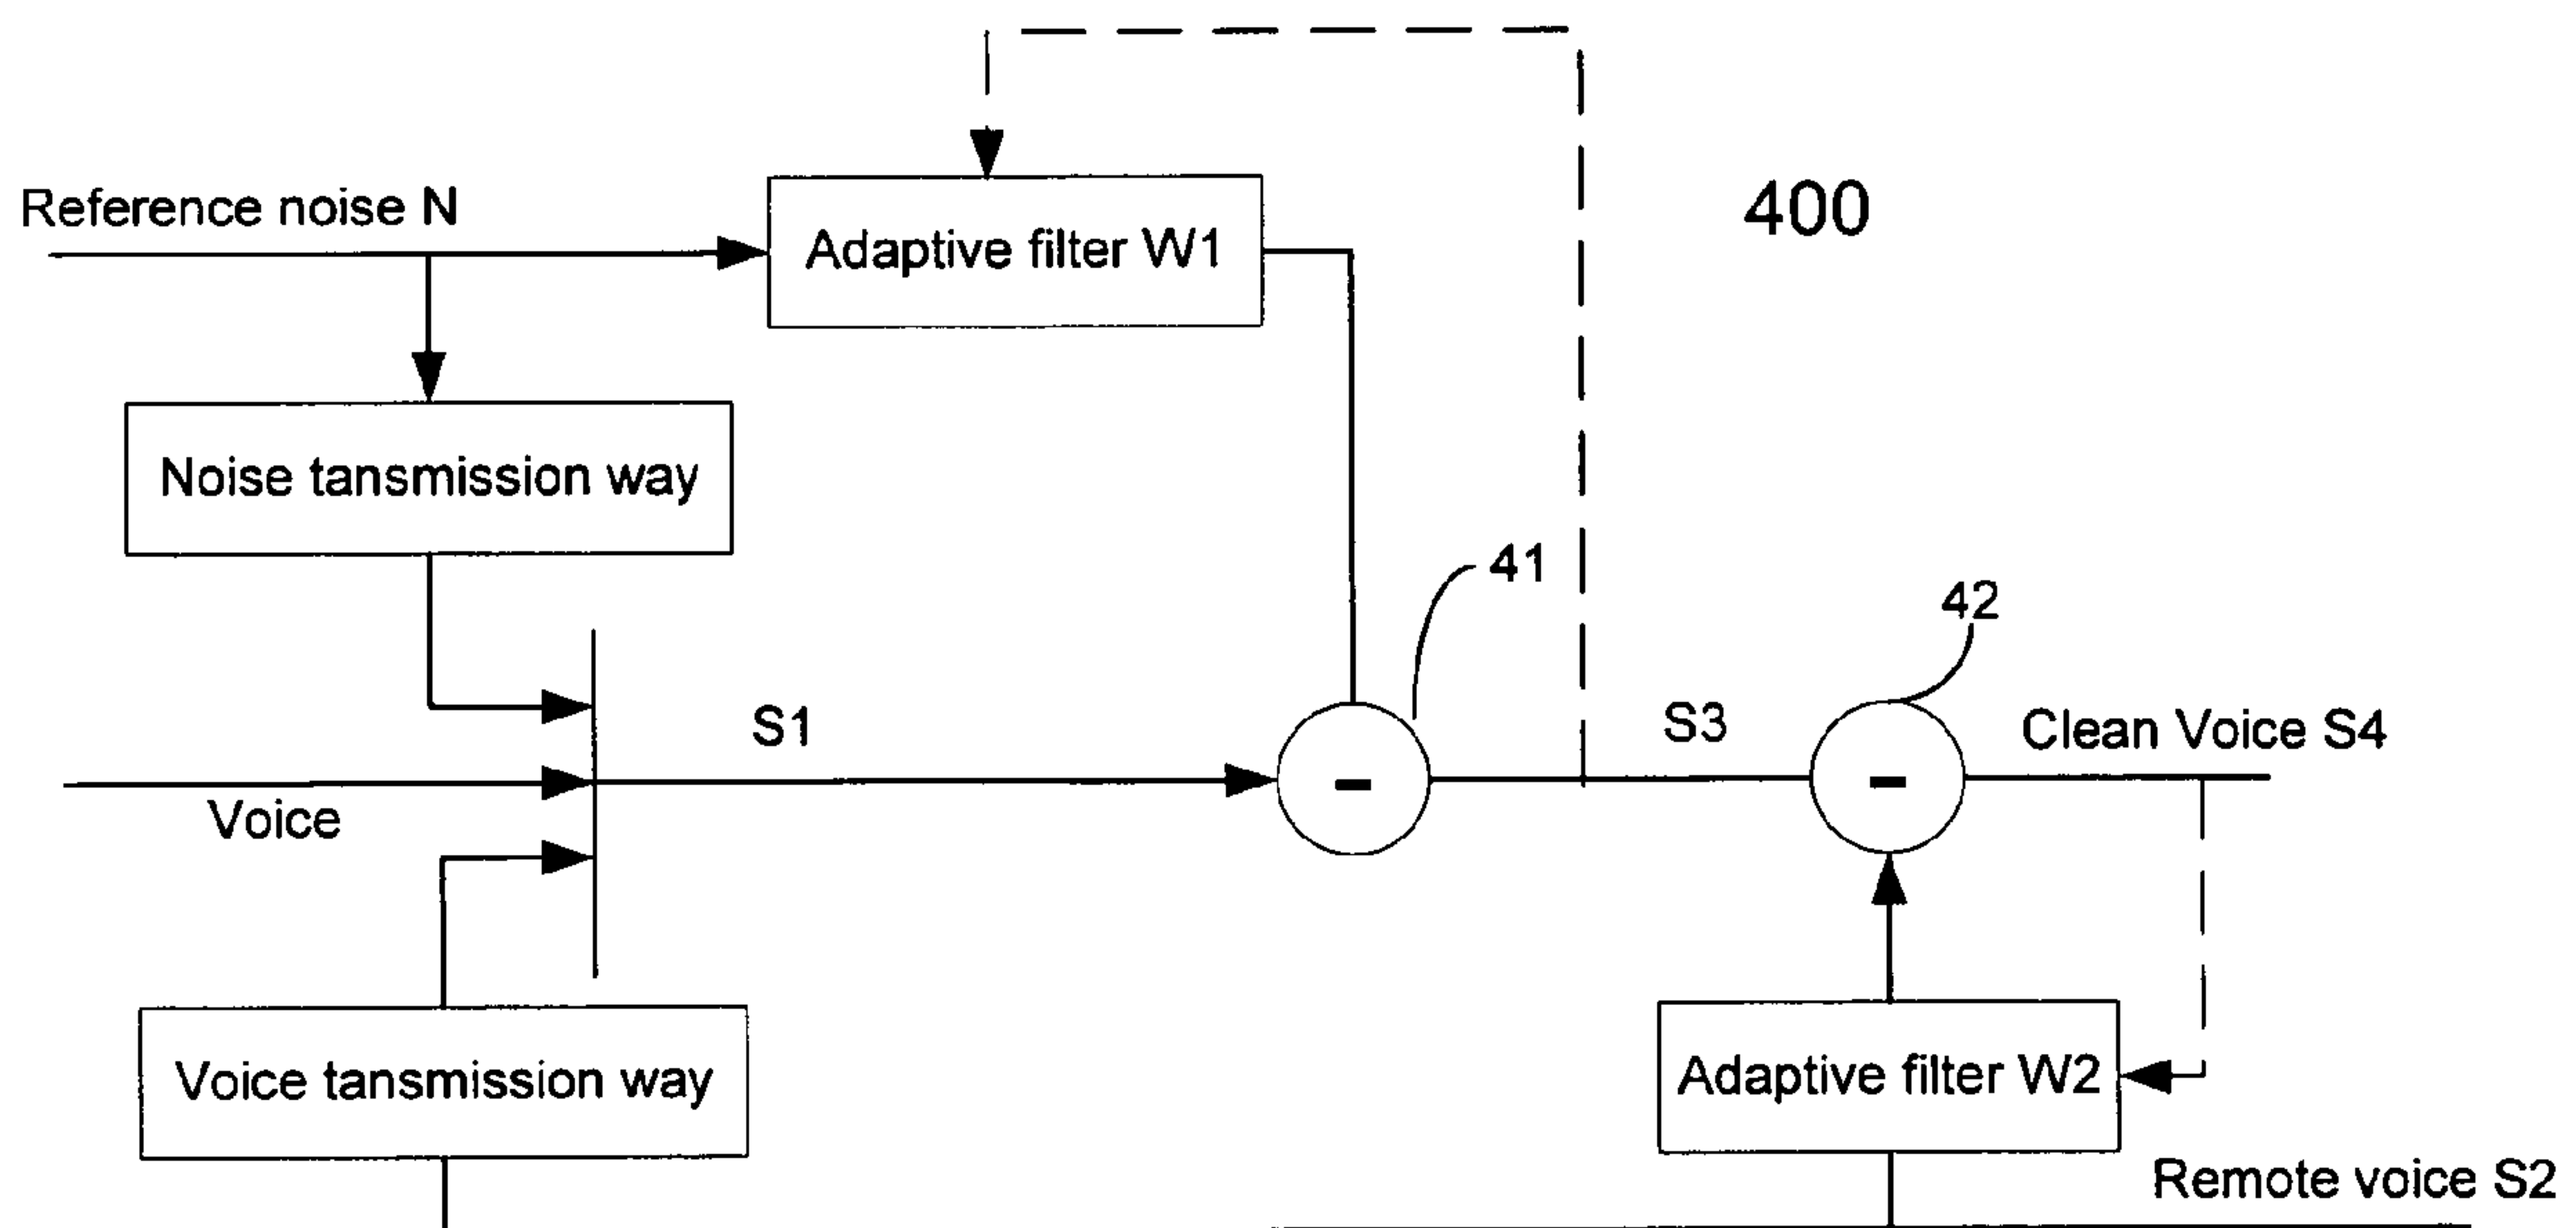 Reference noise N
Adaptive filter W1
400
Noise tansmission way
41
42
S1
S3
Clean Voice S4
-
-
Voice
Voice tansmission way
Adaptive filter W2
Remote voice S2